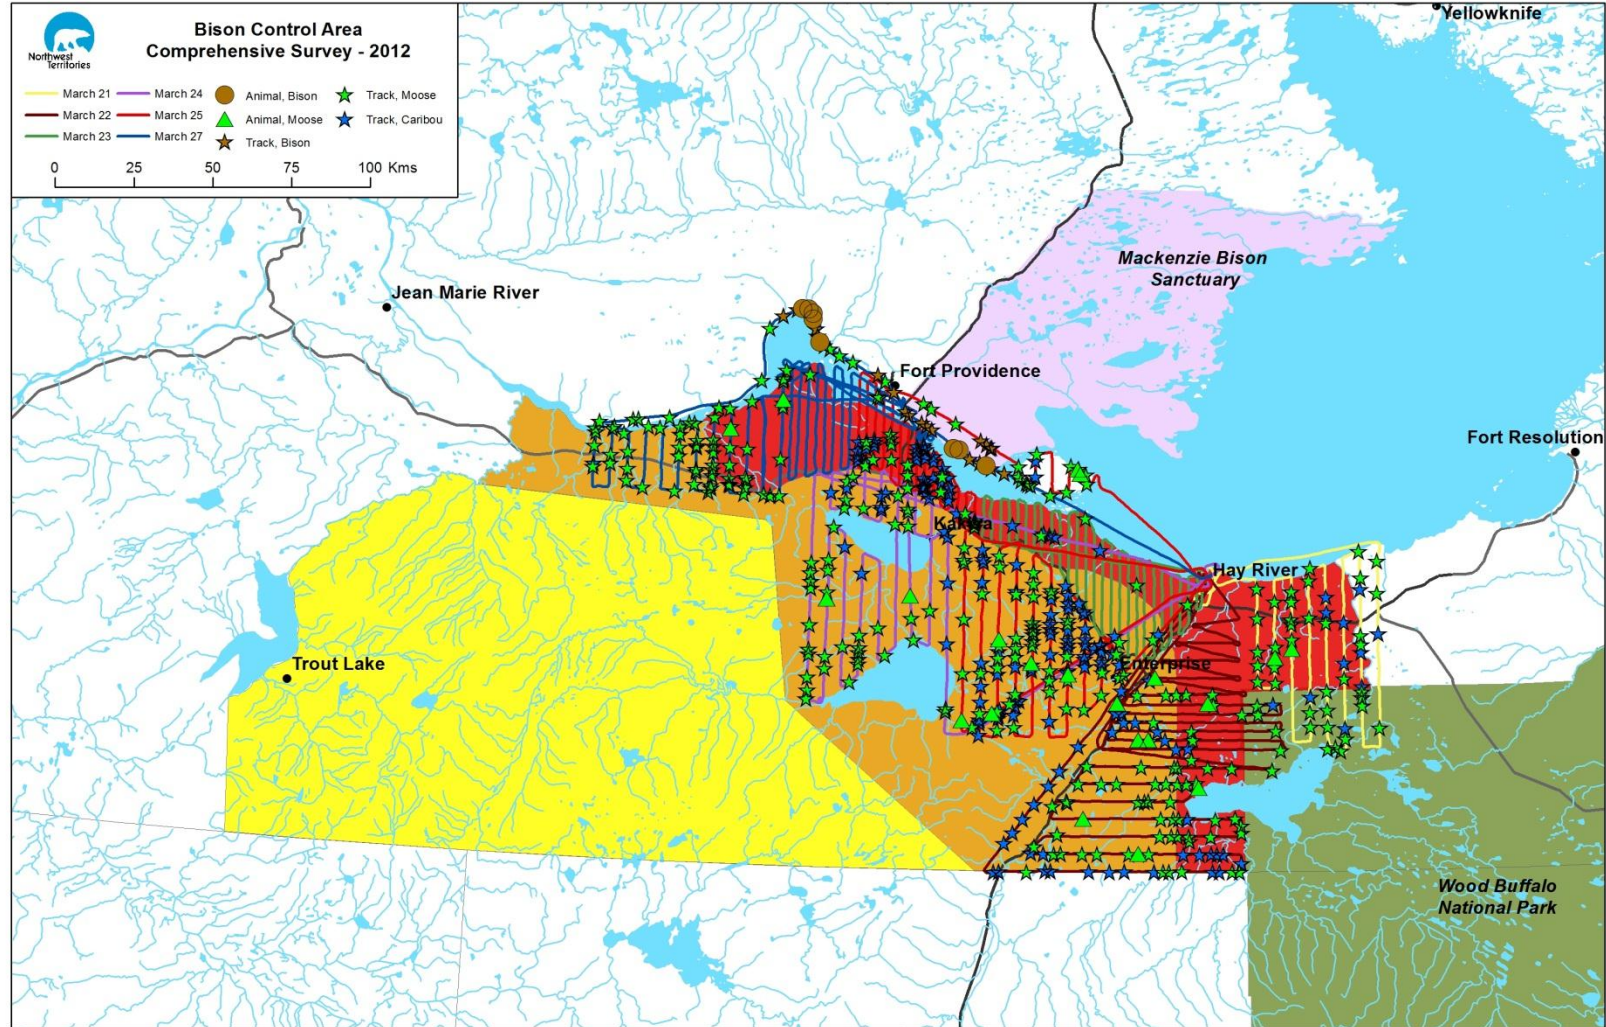 Yellowknife
Bison Control Area
Comprehensive Survey - 2012
Northwest
Territories
March 21
March 24
Animal, Bison
Track, Moose
March 22
March 25
Animal, Moose
Track, Caribou
March 23
March 27
Track, Bison
0 25 50 75 100 Kms
Mackenzie Bison
Sanctuary
Jean Marie River
Fort Providence
Fort Resolution
Hay River
Trout Lake
Enterprise
Wood Buffalo
National Park